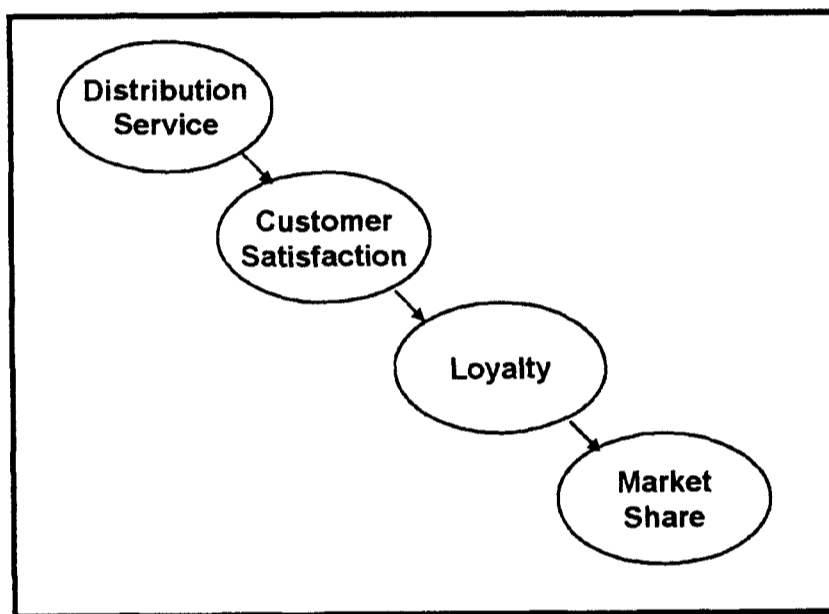 Distribution
Service
Customer
Satisfaction
Loyalty
Market
Share